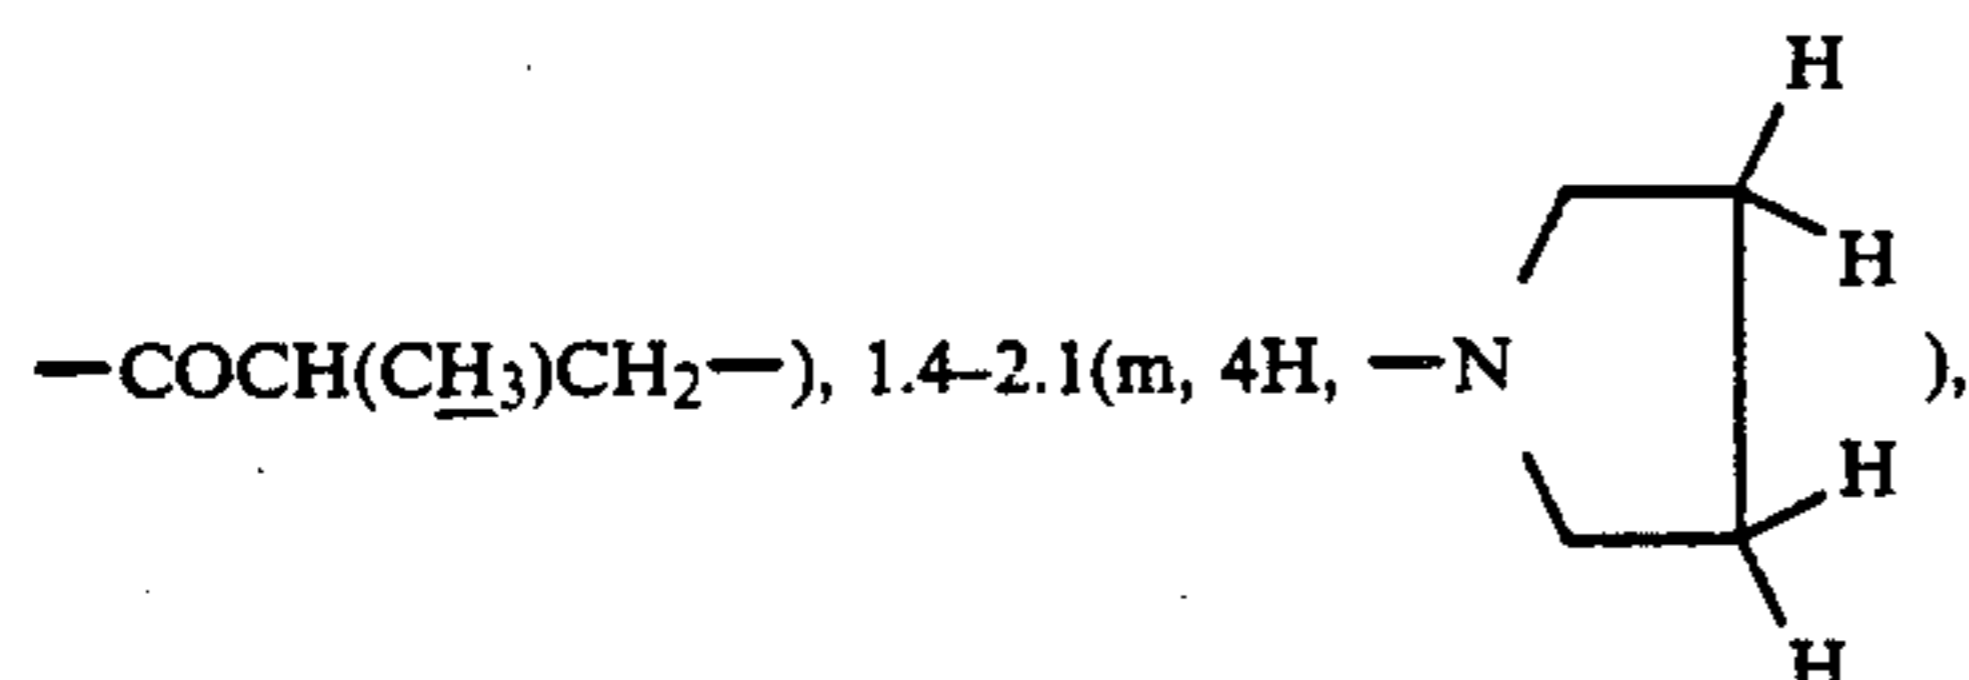 H
H
—COCH(CH₃)CH₂—), 1.4–2.1(m, 4H, —N ),
H
H